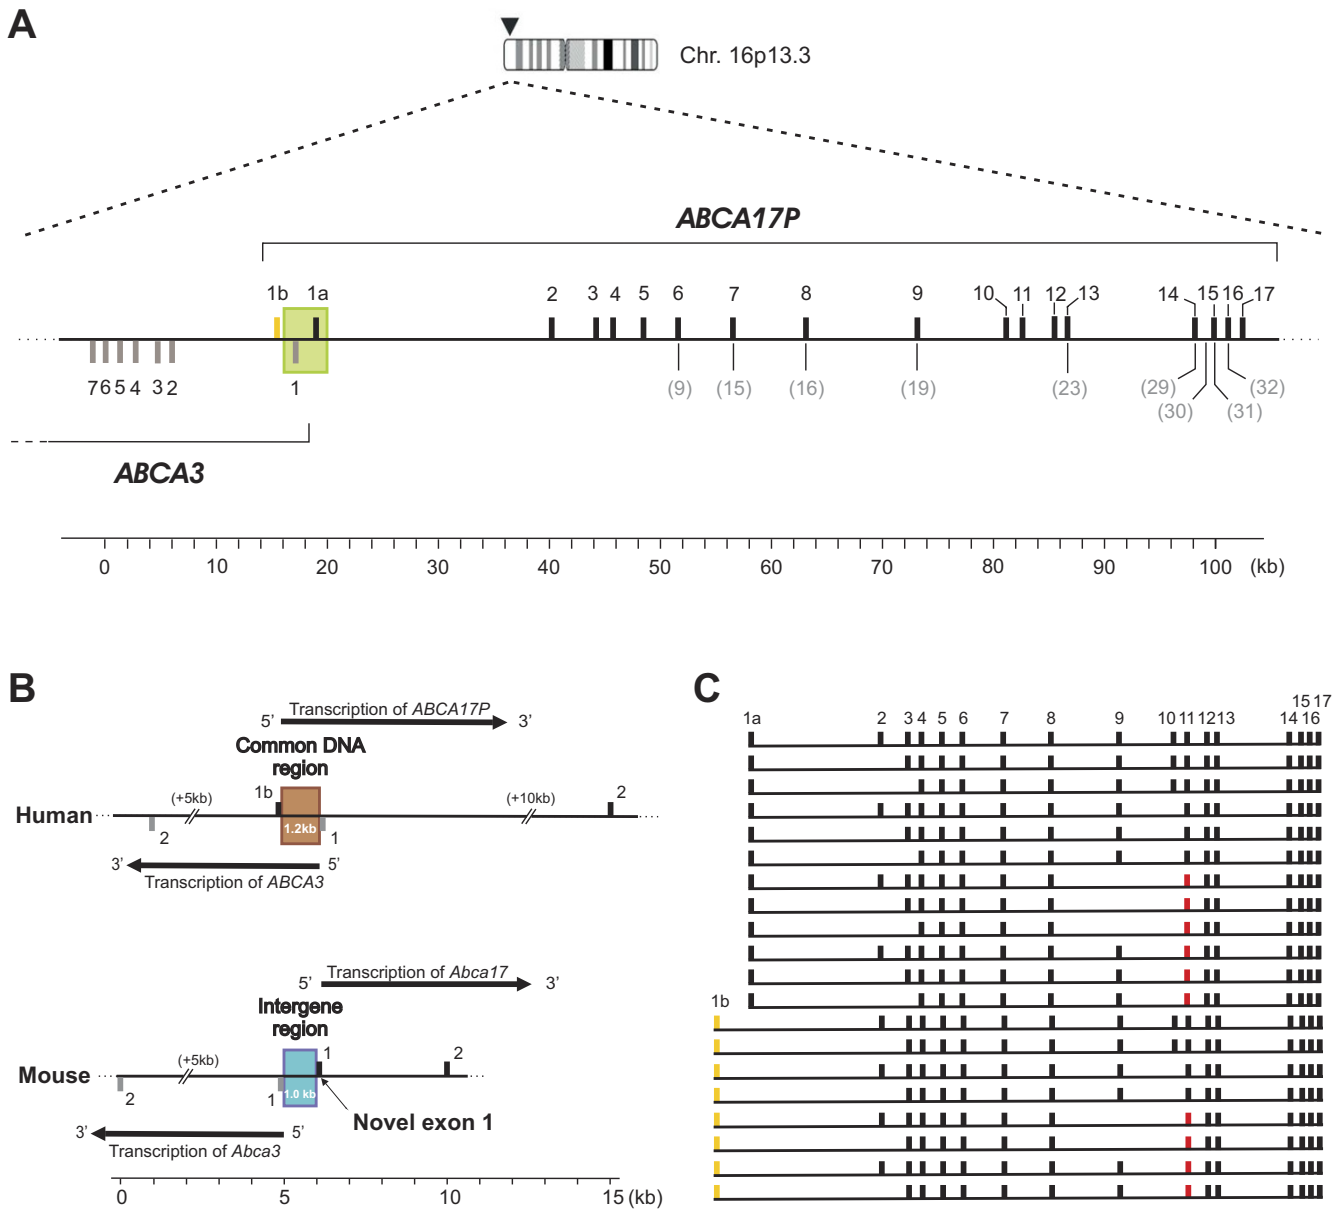 A
Chr. 16p13.3
ABCA17P
1b 1a 2 3 4 5 6 7 8 9 10 11 12 13 14 15 16 17
7 6 5 4 3 2 1 (9) (15) (16) (19) (23) (29) (32)
(30) (31)
ABCA3
0 10 20 30 40 50 60 70 80 90 100 (kb)
B
Transcription of ABCA17P
5’ 3’
Common DNA
region
1b (+5kb) (+10kb) 2
Human
1.2kb
2 1
3’ 5’
Transcription of ABCA3
Transcription of Abca17
5’ 3’
Intergene
region
(+5kb) 1 2
Mouse
1.0 kb
2 1
Novel exon 1
3’ 5’
Transcription of Abca3
0 5 10 15 (kb)
C
15 17
1a 2 3 4 5 6 7 8 9 10 11 12 13 14 16
1b